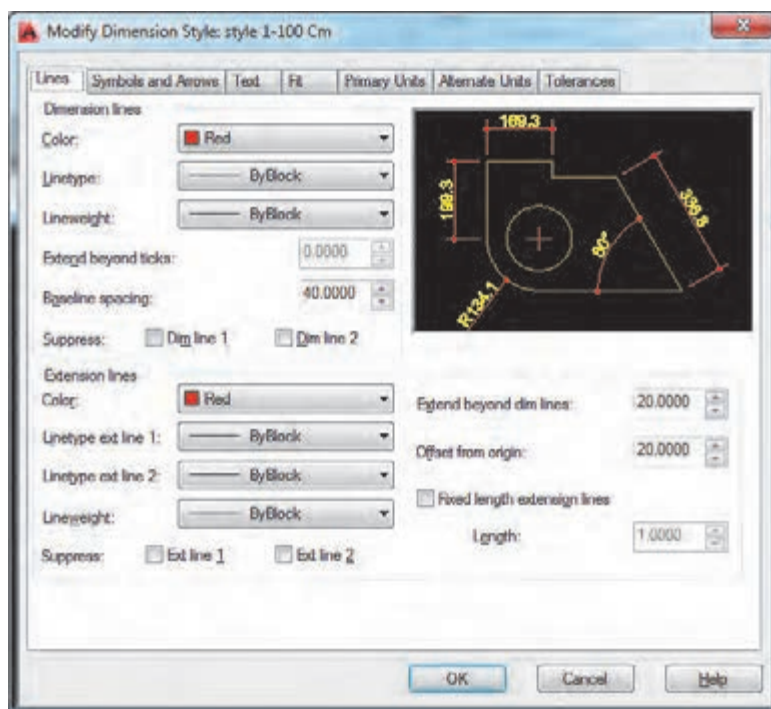 Modify Dimension Style: style 1-100 Cm
Lines Symbols and Arrows Text Fit Primary Units Alternate Units Tolerances
Dimension lines
Color: Red
Linetype: ByBlock
Lineweight: ByBlock
Extend beyond ticks: 0.0000
Baseline spacing: 40.0000
Suppress: Dim line 1 Dim line 2
169.3
199.3
338.6
60°
R134.1
Extension lines
Color: Red
Linetype ext line 1: ByBlock
Linetype ext line 2: ByBlock
Lineweight: ByBlock
Suppress: Ext line 1 Ext line 2
Extend beyond dim lines: 20.0000
Offset from origin: 20.0000
Fixed length extension lines
Length: 1.0000
OK Cancel Help